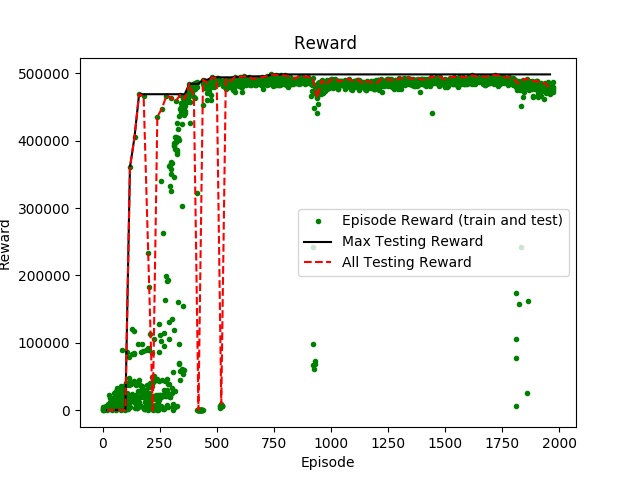 Reward
500000
400000
300000
200000
100000
0
Reward
Episode Reward (train and test)
Max Testing Reward
All Testing Reward
0 250 500 750 1000 1250 1500 1750 2000
Episode